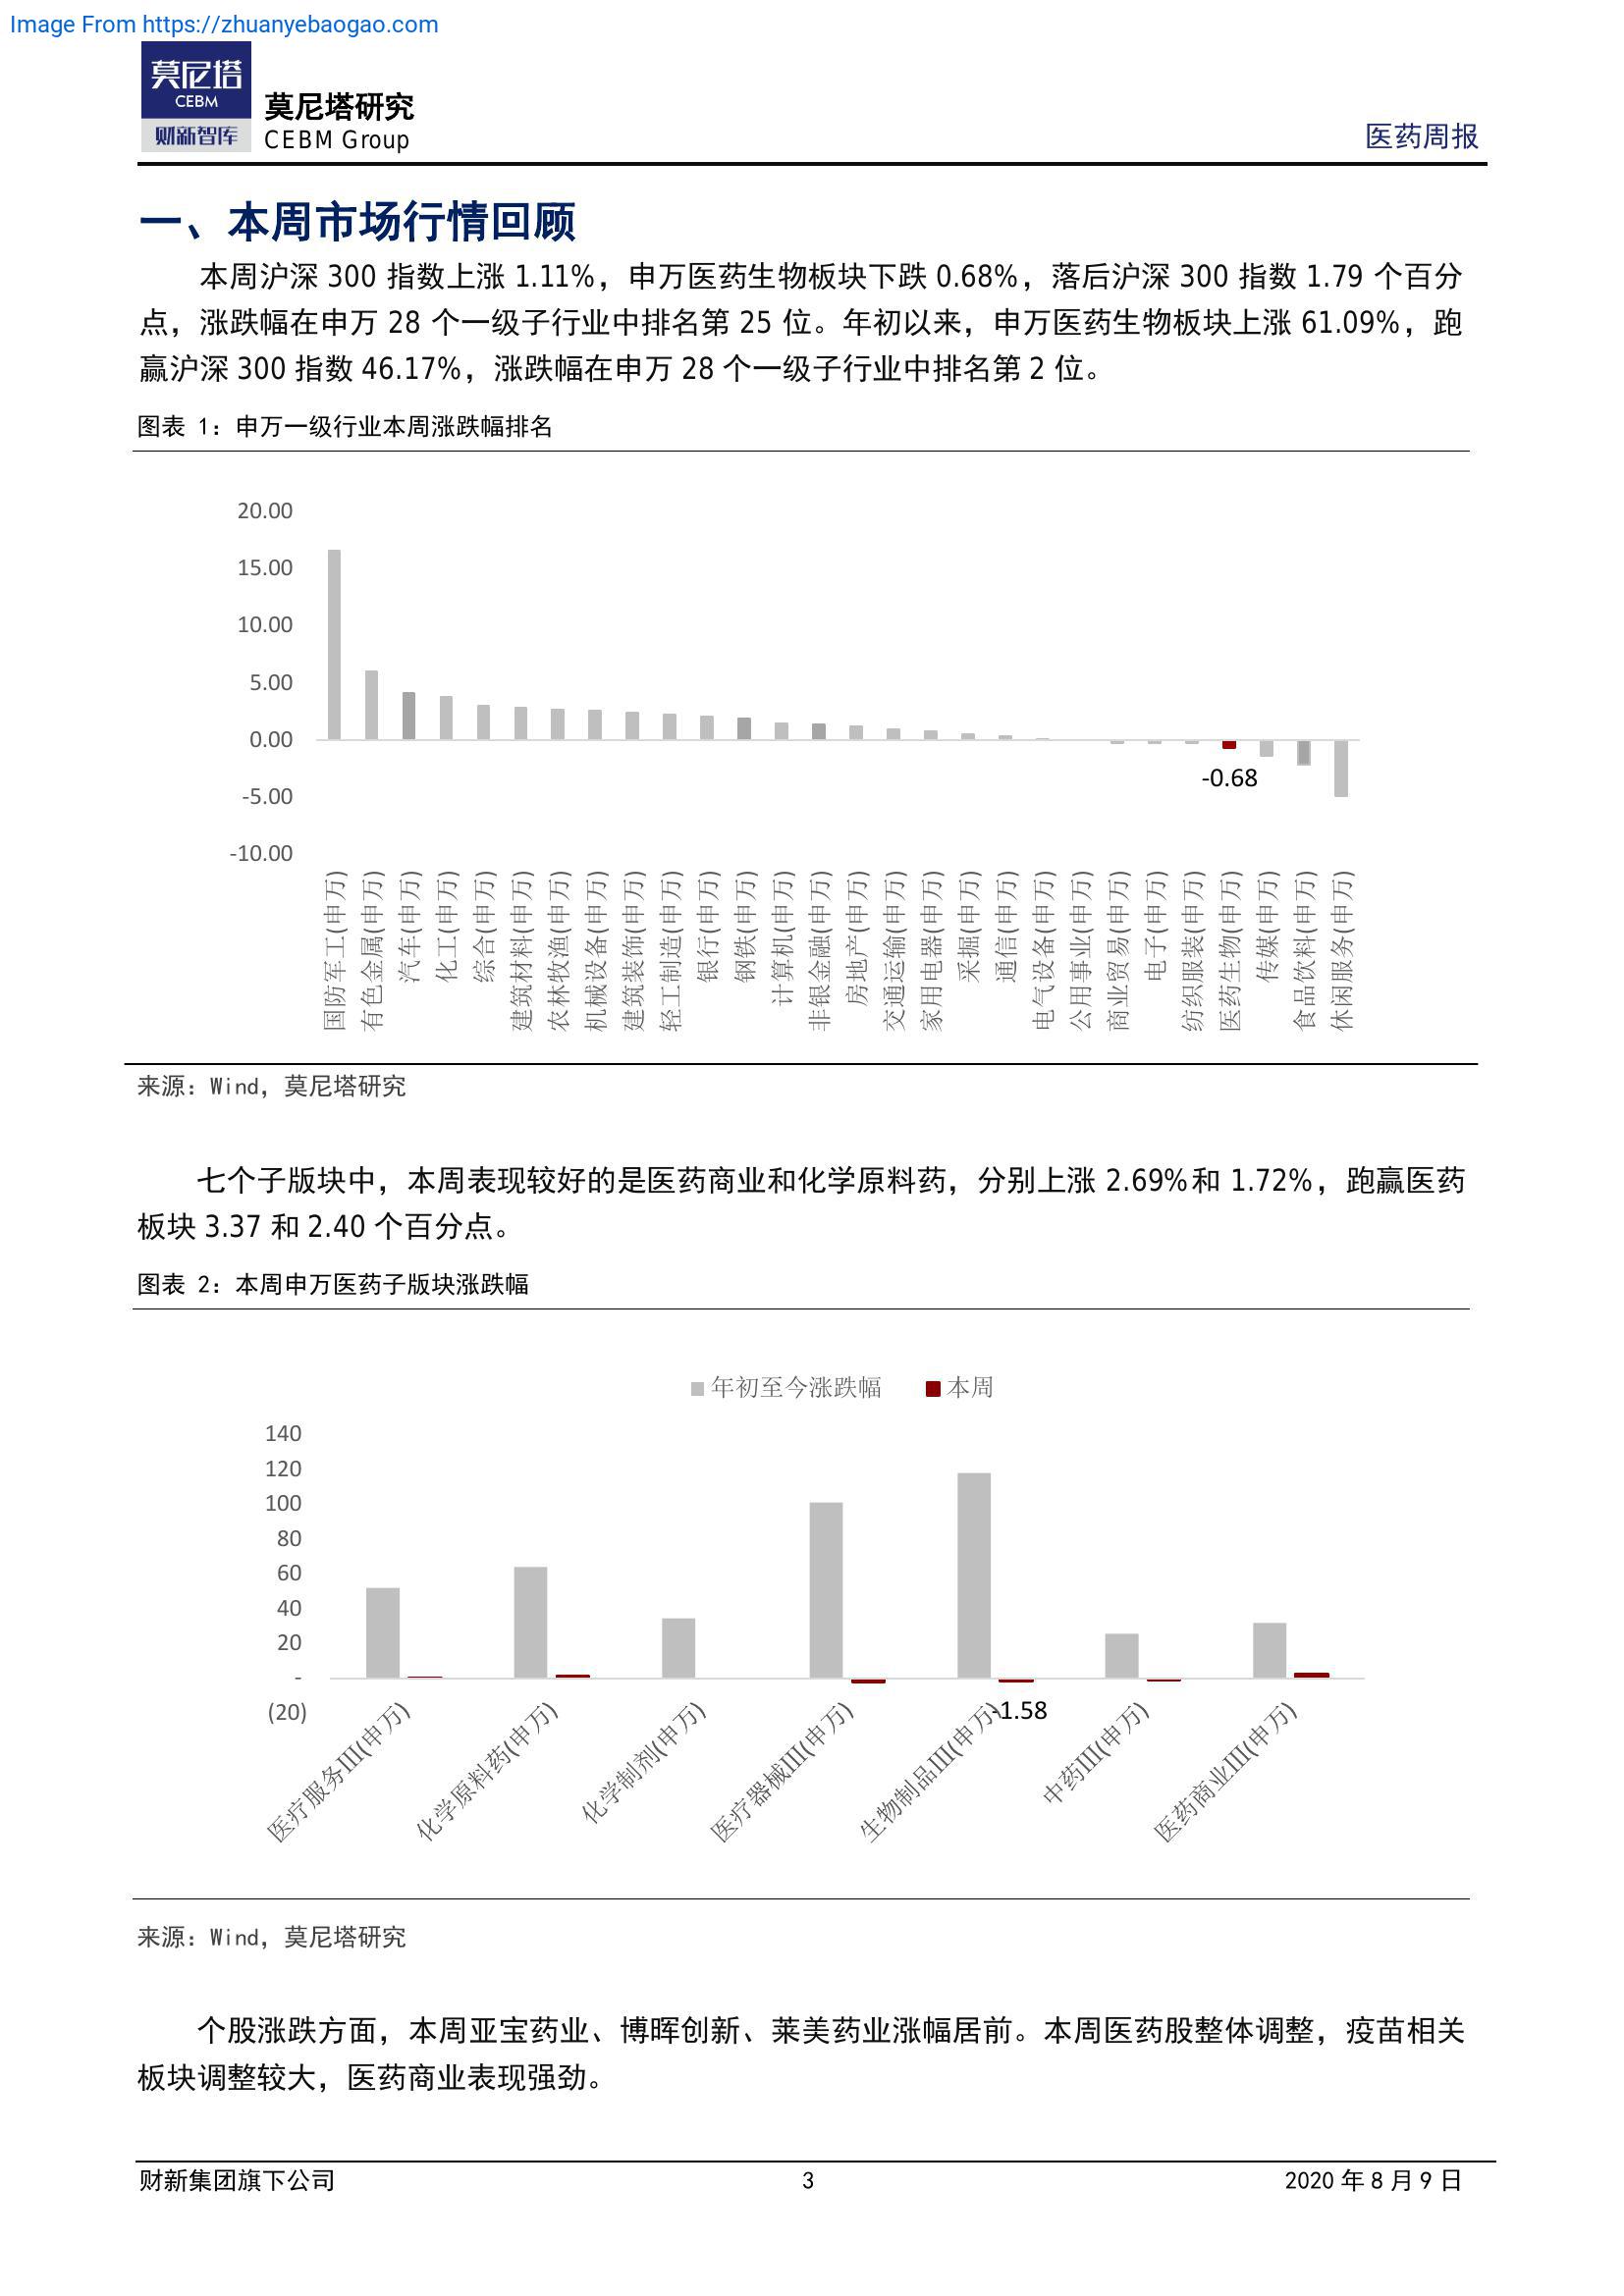 Image From https://zhuanyebaogao.com
莫尼塔
CEBM
财新智库
莫尼塔研究
CEBM Group
医药周报
一、本周市场行情回顾
本周沪深 300 指数上涨 1.11%，申万医药生物板块下跌 0.68%，落后沪深 300 指数 1.79 个百分
点，涨跌幅在申万 28 个一级子行业中排名第 25 位。年初以来，申万医药生物板块上涨 61.09%，跑
赢沪深 300 指数 46.17%，涨跌幅在申万 28 个一级子行业中排名第 2 位。
图表 1：申万一级行业本周涨跌幅排名
20.00
15.00
10.00
5.00
0.00
-5.00
-10.00
-0.68
国防军工(申万)
有色金属(申万)
汽车(申万)
化工(申万)
综合(申万)
建筑材料(申万)
农林牧渔(申万)
机械设备(申万)
建筑装饰(申万)
轻工制造(申万)
银行(申万)
钢铁(申万)
计算机(申万)
非银金融(申万)
房地产(申万)
交通运输(申万)
家用电器(申万)
采掘(申万)
通信(申万)
电气设备(申万)
公用事业(申万)
商业贸易(申万)
电子(申万)
纺织服装(申万)
医药生物(申万)
传媒(申万)
食品饮料(申万)
休闲服务(申万)
来源：Wind，莫尼塔研究
七个子版块中，本周表现较好的是医药商业和化学原料药，分别上涨 2.69%和 1.72%，跑赢医药
板块 3.37 和 2.40 个百分点。
图表 2：本周申万医药子版块涨跌幅
年初至今涨跌幅 本周
140
120
100
80
60
40
20
-
(20)
-1.58
医疗服务III(申万)
化学原料药(申万)
化学制剂(申万)
医疗器械III(申万)
生物制品III(申万)
中药III(申万)
医药商业III(申万)
来源：Wind，莫尼塔研究
个股涨跌方面，本周亚宝药业、博晖创新、莱美药业涨幅居前。本周医药股整体调整，疫苗相关
板块调整较大，医药商业表现强劲。
财新集团旗下公司 3 2020 年 8 月 9 日